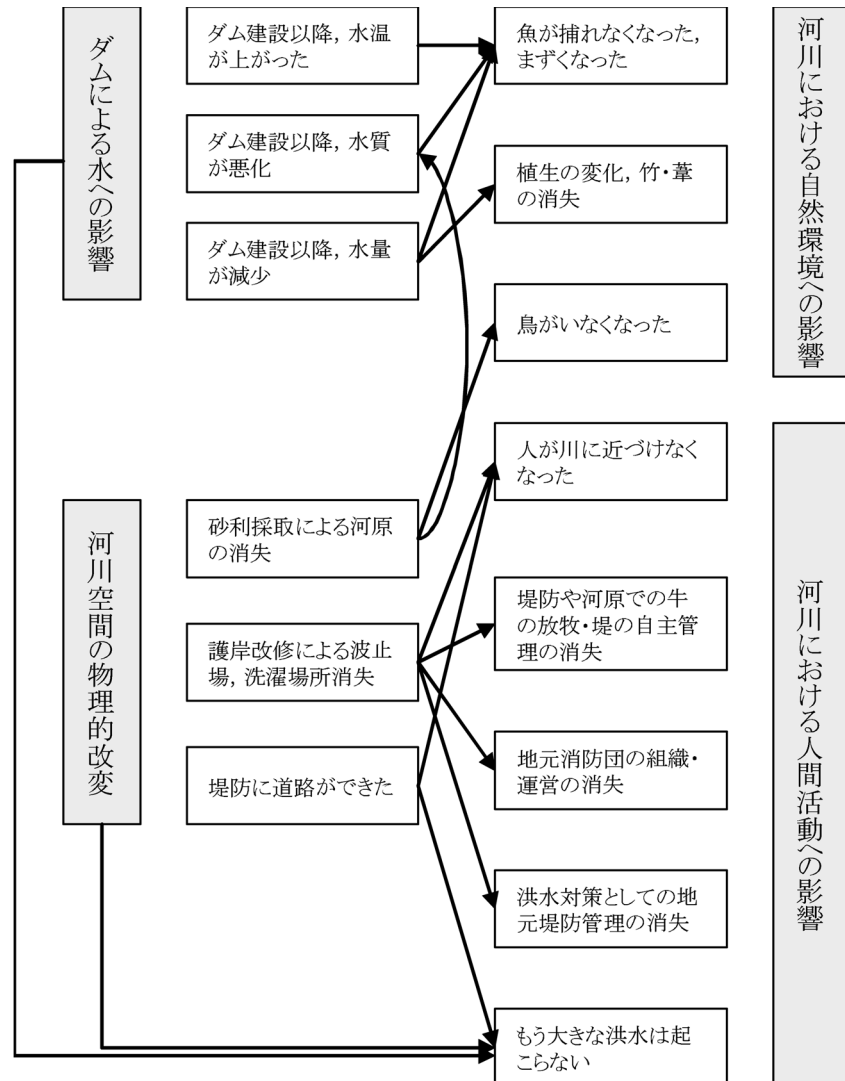 ダムによる水への影響
ダム建設以降，水温
が上がった
ダム建設以降，水質
が悪化
ダム建設以降，水量
が減少
河川空間の物理的改変
砂利採取による河原
の消失
護岸改修による波止
場，洗濯場所消失
堤防に道路ができた
魚が捕れなくなった，
まずくなった
植生の変化，竹・葦
の消失
鳥がいなくなった
人が川に近づけなく
なった
堤防や河原での牛
の放牧・堤の自主管
理の消失
地元消防団の組織・
運営の消失
洪水対策としての地
元堤防管理の消失
もう大きな洪水は起
こらない
河川における自然環境への影響
河川における人間活動への影響